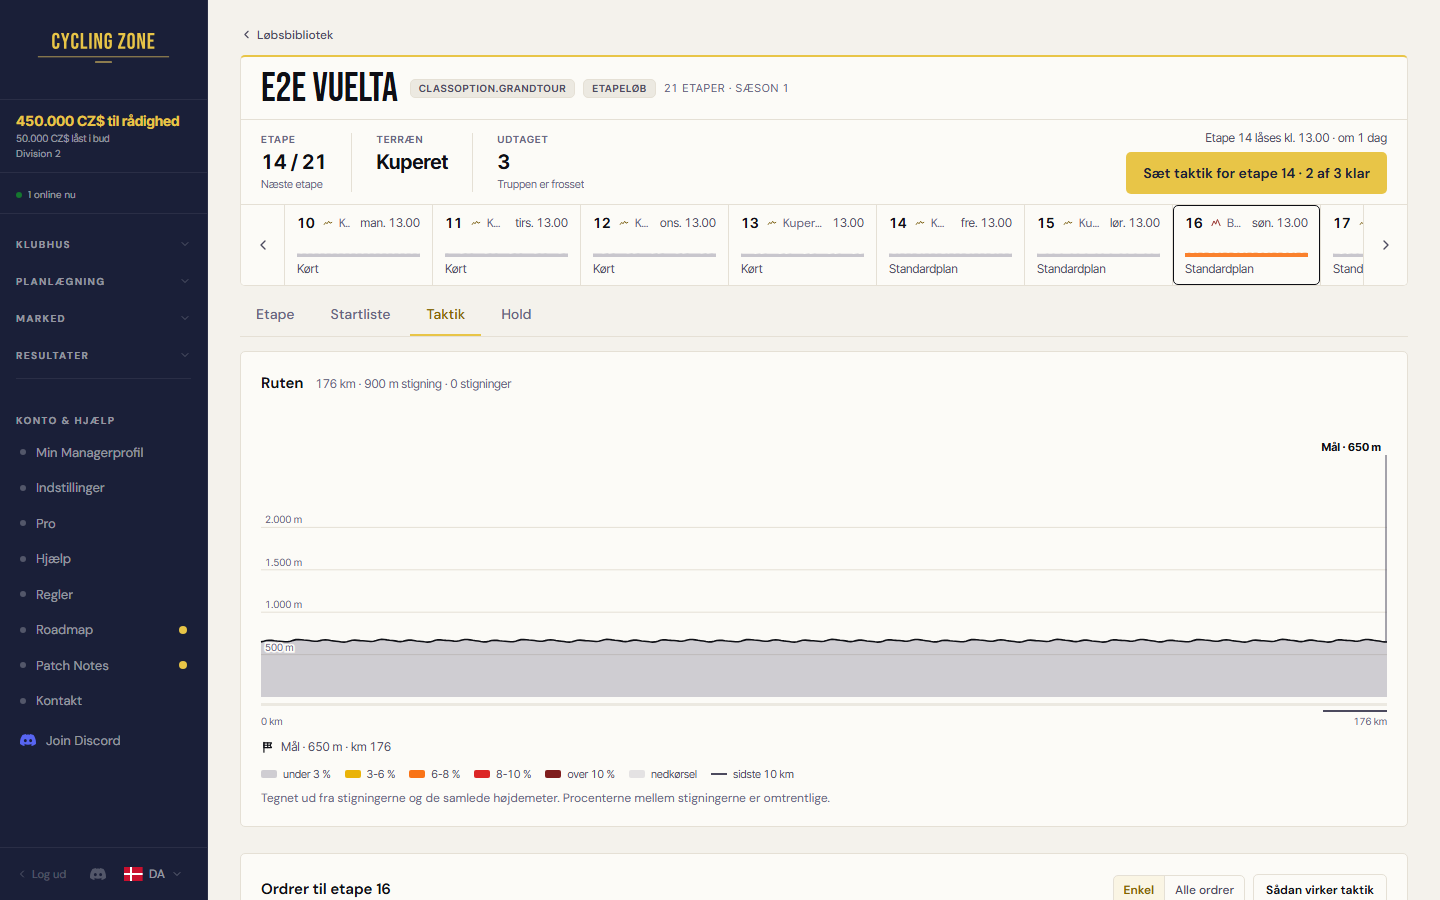 CYCLING ZONE
450.000 CZ$ til rådighed
50.000 CZ$ låst i bud
Division 2
1 online nu
KLUBHUS
PLANLÆGNING
MARKED
RESULTATER
KONTO & HJÆLP
Min Managerprofil
Indstillinger
Pro
Hjælp
Regler
Roadmap
Patch Notes
Kontakt
Join Discord
Log ud
DA
Løbsbibliotek
E2E VUELTA
CLASSOPTION.GRANDTOUR
ETAPELØB
21 ETAPER · SÆSON 1
ETAPE
14 / 21
Næste etape
TERRÆN
Kuperet
UDTAGET
3
Truppen er frosset
Etape 14 låses kl. 13.00 · om 1 dag
Sæt taktik for etape 14 · 2 af 3 klar
10 K... man. 13.00
Kørt
11 K... tirs. 13.00
Kørt
12 K... ons. 13.00
Kørt
13 Kuper... 13.00
Kørt
14 K... fre. 13.00
Standardplan
15 Ku... lør. 13.00
Standardplan
16 B... søn. 13.00
Standardplan
17
Stand
Etape
Startliste
Taktik
Hold
Ruten 176 km · 900 m stigning · 0 stigninger
Mål · 650 m
2.000 m
1.500 m
1.000 m
500 m
0 km
176 km
Mål · 650 m · km 176
under 3 % 3-6 % 6-8 % 8-10 % over 10 % nedkørsel sidste 10 km
Tegnet ud fra stigningerne og de samlede højdemeter. Procenterne mellem stigningerne er omtrentlige.
Ordrer til etape 16
Enkel
Alle ordrer
Sådan virker taktik